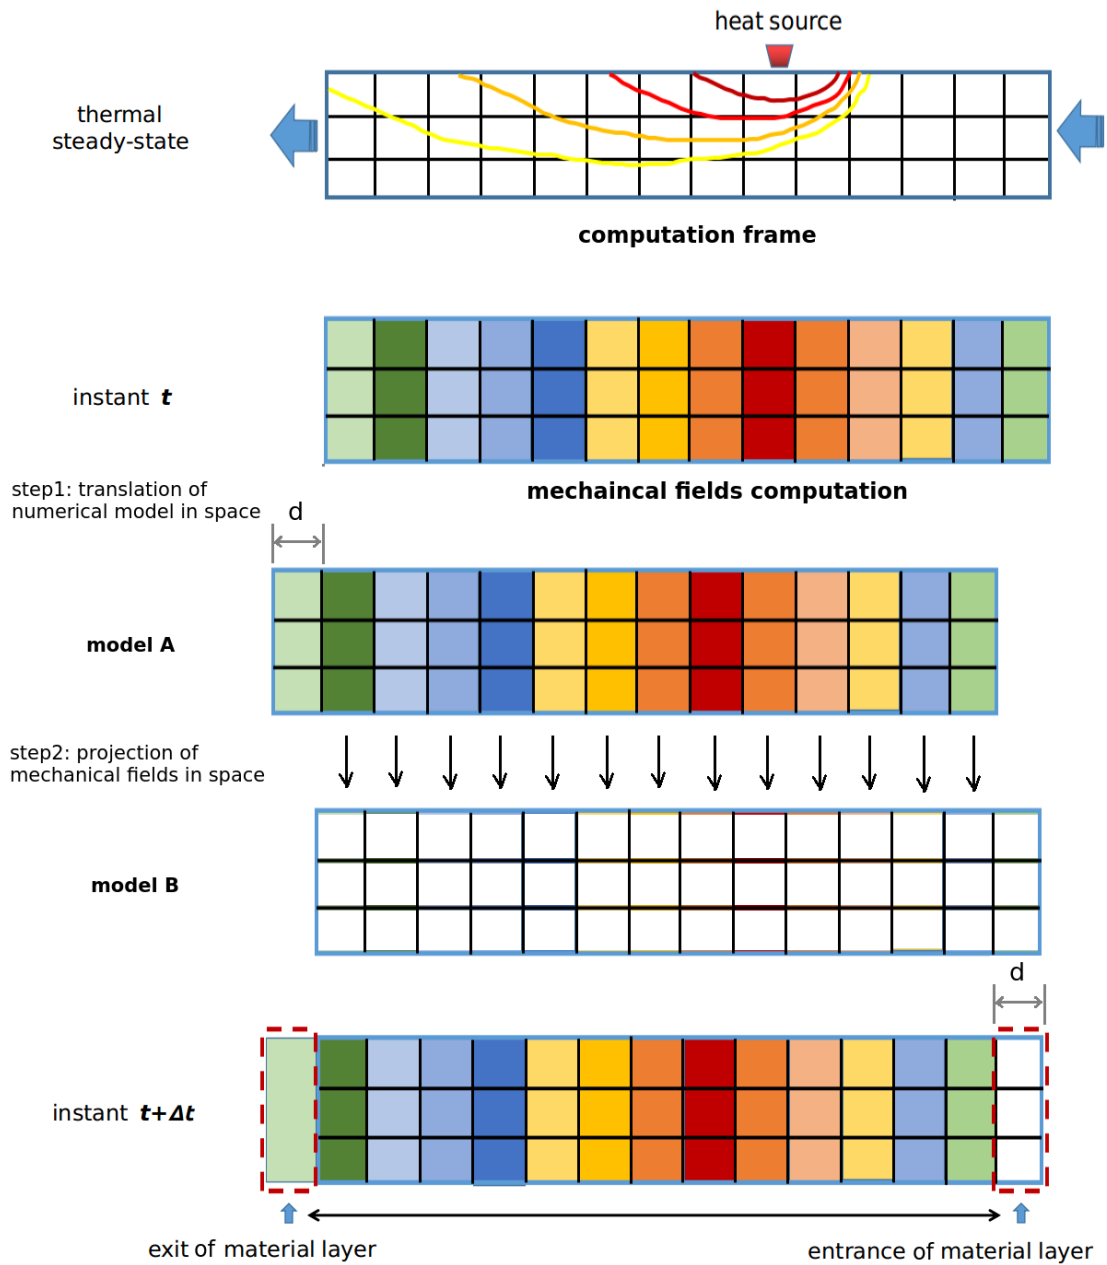 heat source
thermal
steady-state
computation frame
instant t
step1: translation of
numerical model in space
mechaincal fields computation
d
model A
step2: projection of
mechanical fields in space
model B
d
instant t+Δt
exit of material layer
entrance of material layer